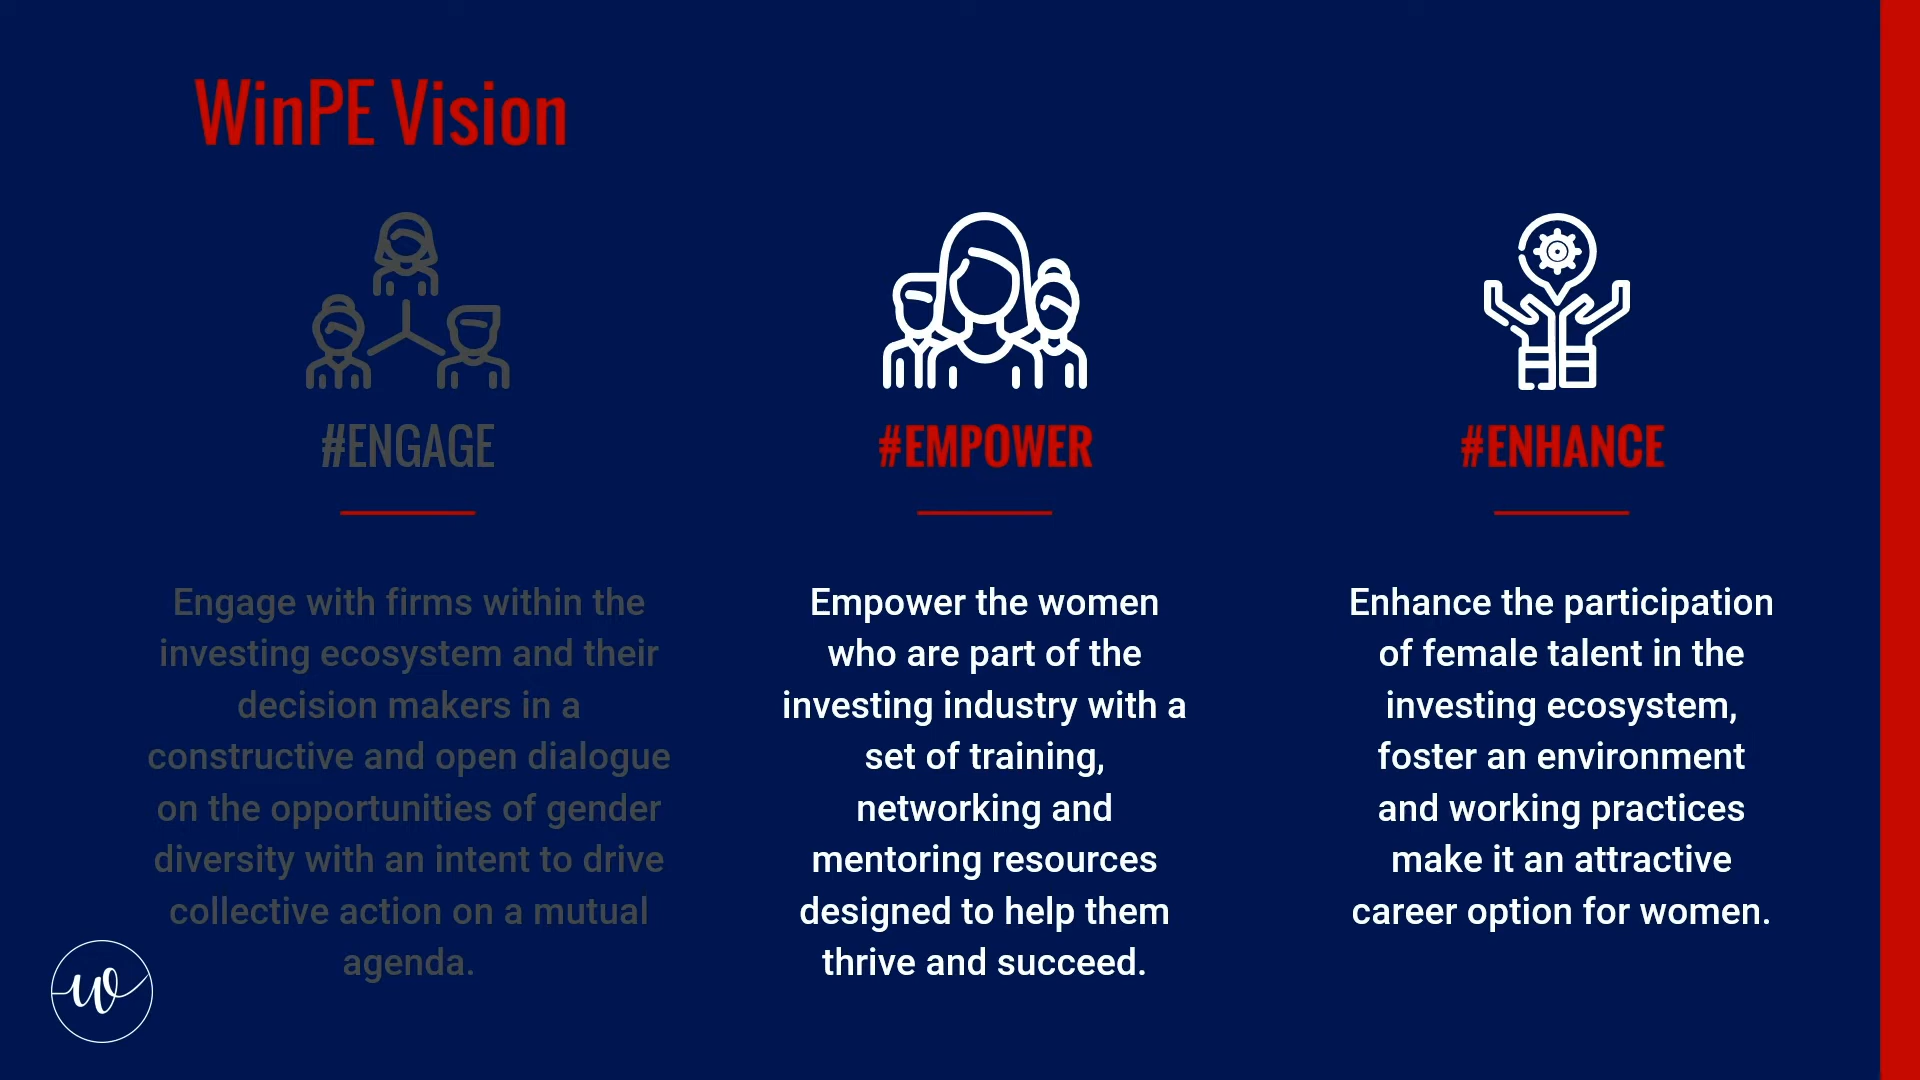 WinPE Vision
#ENGAGE
Engage with firms within the
investing ecosystem and their
decision makers in a
constructive and open dialogue
on the opportunities of gender
diversity with an intent to drive
collective action on a mutual
agenda.
#EMPOWER
Empower the women
who are part of the
investing industry with a
set of training,
networking and
mentoring resources
designed to help them
thrive and succeed.
#ENHANCE
Enhance the participation
of female talent in the
investing ecosystem,
foster an environment
and working practices
make it an attractive
career option for women.
w